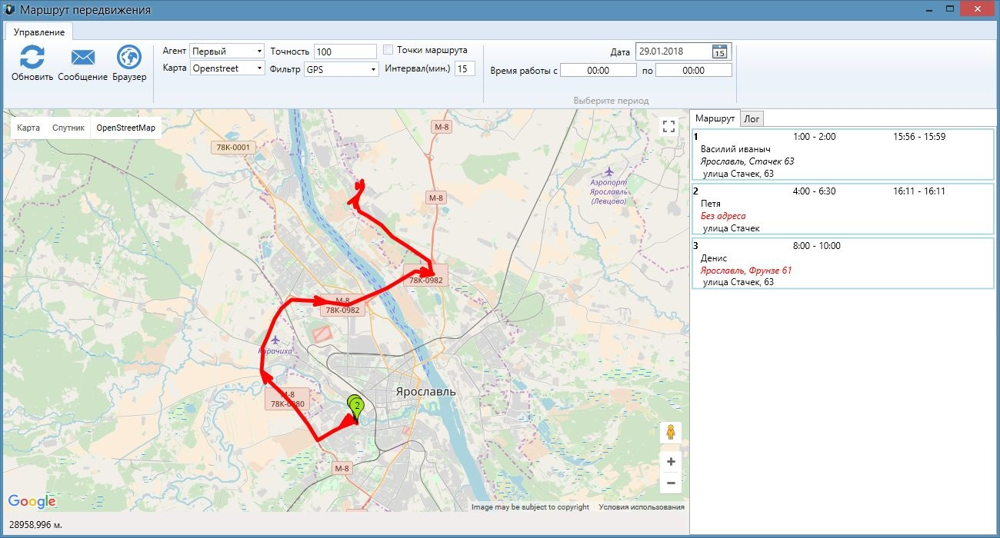 Маршрут передвижения
Управление
Обновить Сообщение Браузер
Агент Первый Точность 100 Точки маршрута
Карта Openstreet Фильтр GPS Интервал(мин.) 15
Дата 29.01.2018 15
Время работы с 00:00 по 00:00
Выберите период
Карта Спутник OpenStreetMap
М-8
78К-0001
Аэропорт
Ярославль
(Левцово)
М-8
78К-0982
М-8
78К-0982
Карачиха
М-8
78К-0980
Ярославль
2
М-8
Google
Image may be subject to copyright Условия использования
28958,996 м.
Маршрут Лог
1 1:00 - 2:00 15:56 - 15:59
Василий иваныч
Ярославль, Стачек 63
улица Стачек, 63
2 4:00 - 6:30 16:11 - 16:11
Петя
Без адреса
улица Стачек
3 8:00 - 10:00
Денис
Ярославль, Фрунзе 61
улица Стачек, 63